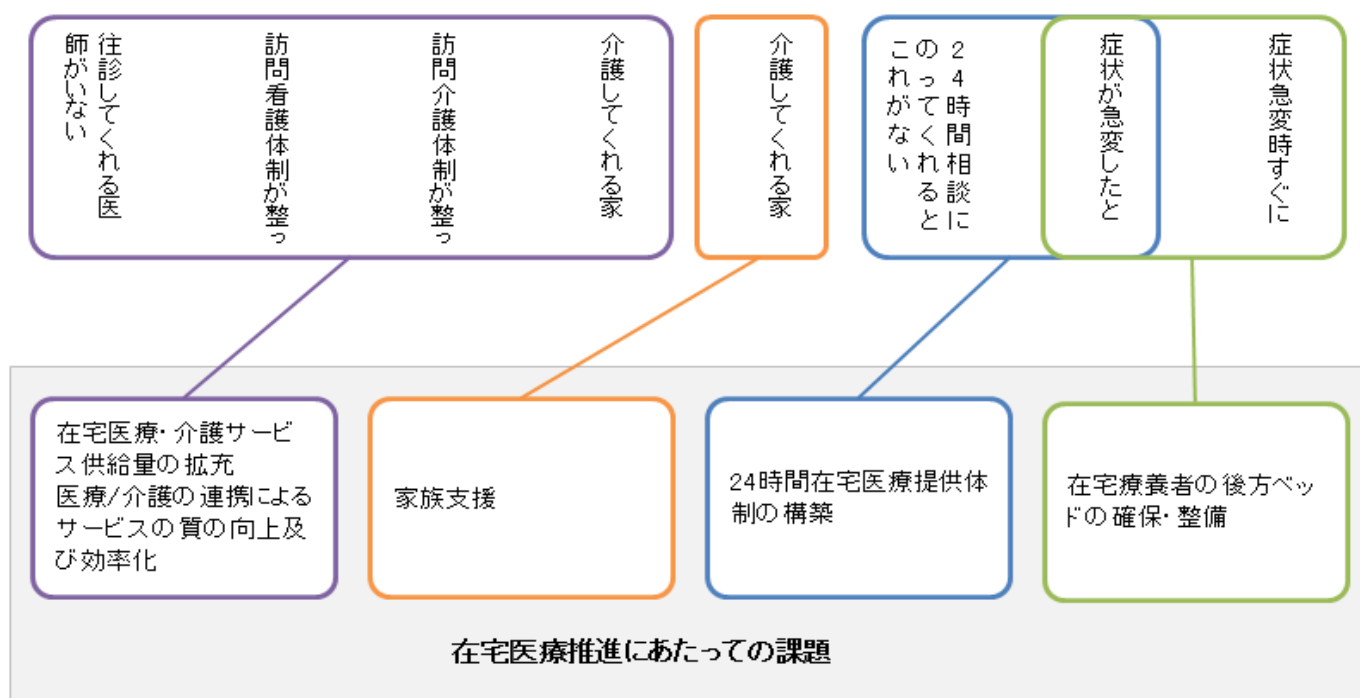 往診してくれる医
師がいない
訪問看護体制が整っ
訪問介護体制が整っ
介護してくれる家
介護してくれる家
２４時間相談に
のってくれると
これがない
症状が急変したと
症状急変時すぐに
在宅医療・介護サービ
ス供給量の拡充
医療/介護の連携による
サービスの質の向上及
び効率化
家族支援
24時間在宅医療提供体
制の構築
在宅療養者の後方ベッ
ドの確保・整備
在宅医療推進にあたっての課題